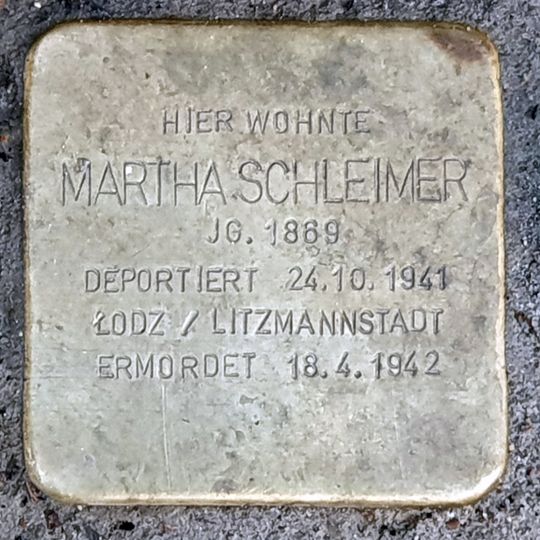 HIER WOHNTE
MARTHA SCHLEIMER
JG. 1869
DEPORTIERT 24.10.1941
ŁODZ / LITZMANNSTADT
ERMORDET 18.4.1942